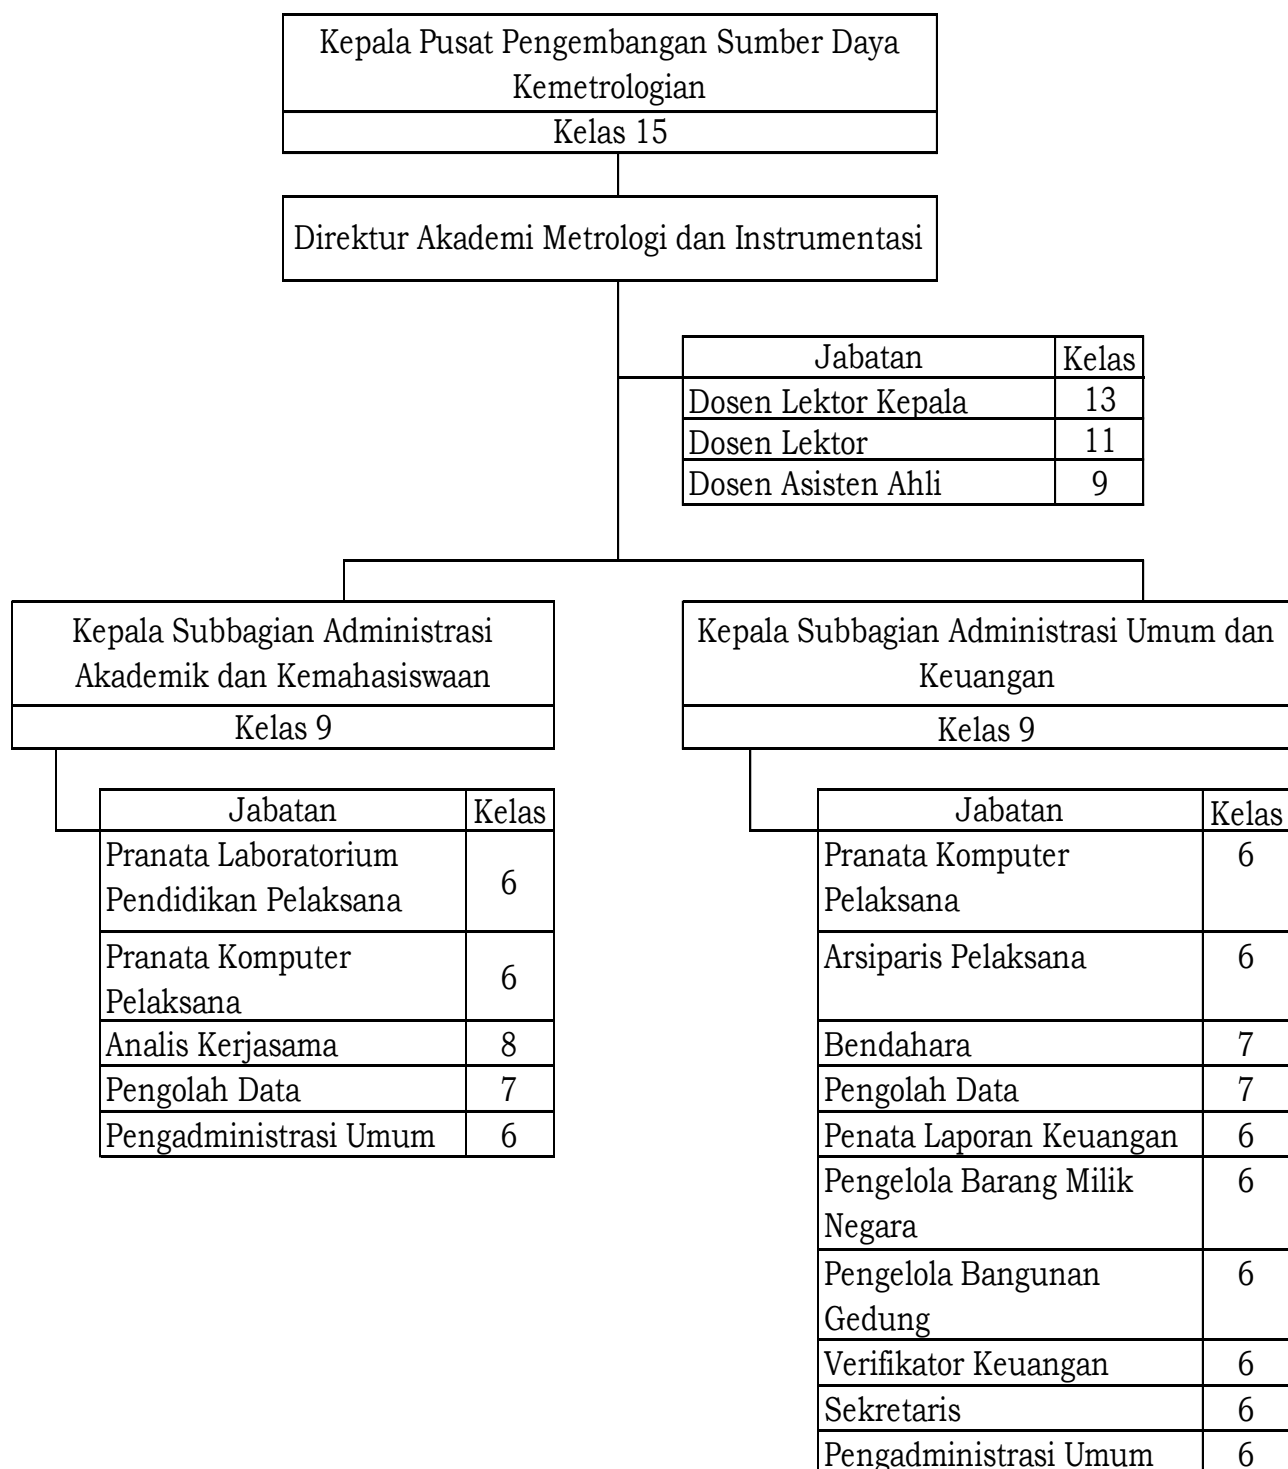 Kepala Pusat Pengembangan Sumber Daya
Kemetrologian
Kelas 15
Direktur Akademi Metrologi dan Instrumentasi
Jabatan Kelas
Dosen Lektor Kepala 13
Dosen Lektor 11
Dosen Asisten Ahli 9
Kepala Subbagian Administrasi
Akademik dan Kemahasiswaan
Kelas 9
Jabatan Kelas
Pranata Laboratorium
Pendidikan Pelaksana
6
Pranata Komputer
Pelaksana
6
Analis Kerjasama 8
Pengolah Data 7
Pengadministrasi Umum 6
Kepala Subbagian Administrasi Umum dan
Keuangan
Kelas 9
Jabatan Kelas
Pranata Komputer 6
Pelaksana
Arsiparis Pelaksana 6
Bendahara 7
Pengolah Data 7
Penata Laporan Keuangan 6
Pengelola Barang Milik 6
Negara
Pengelola Bangunan 6
Gedung
Verifikator Keuangan 6
Sekretaris 6
Pengadministrasi Umum 6